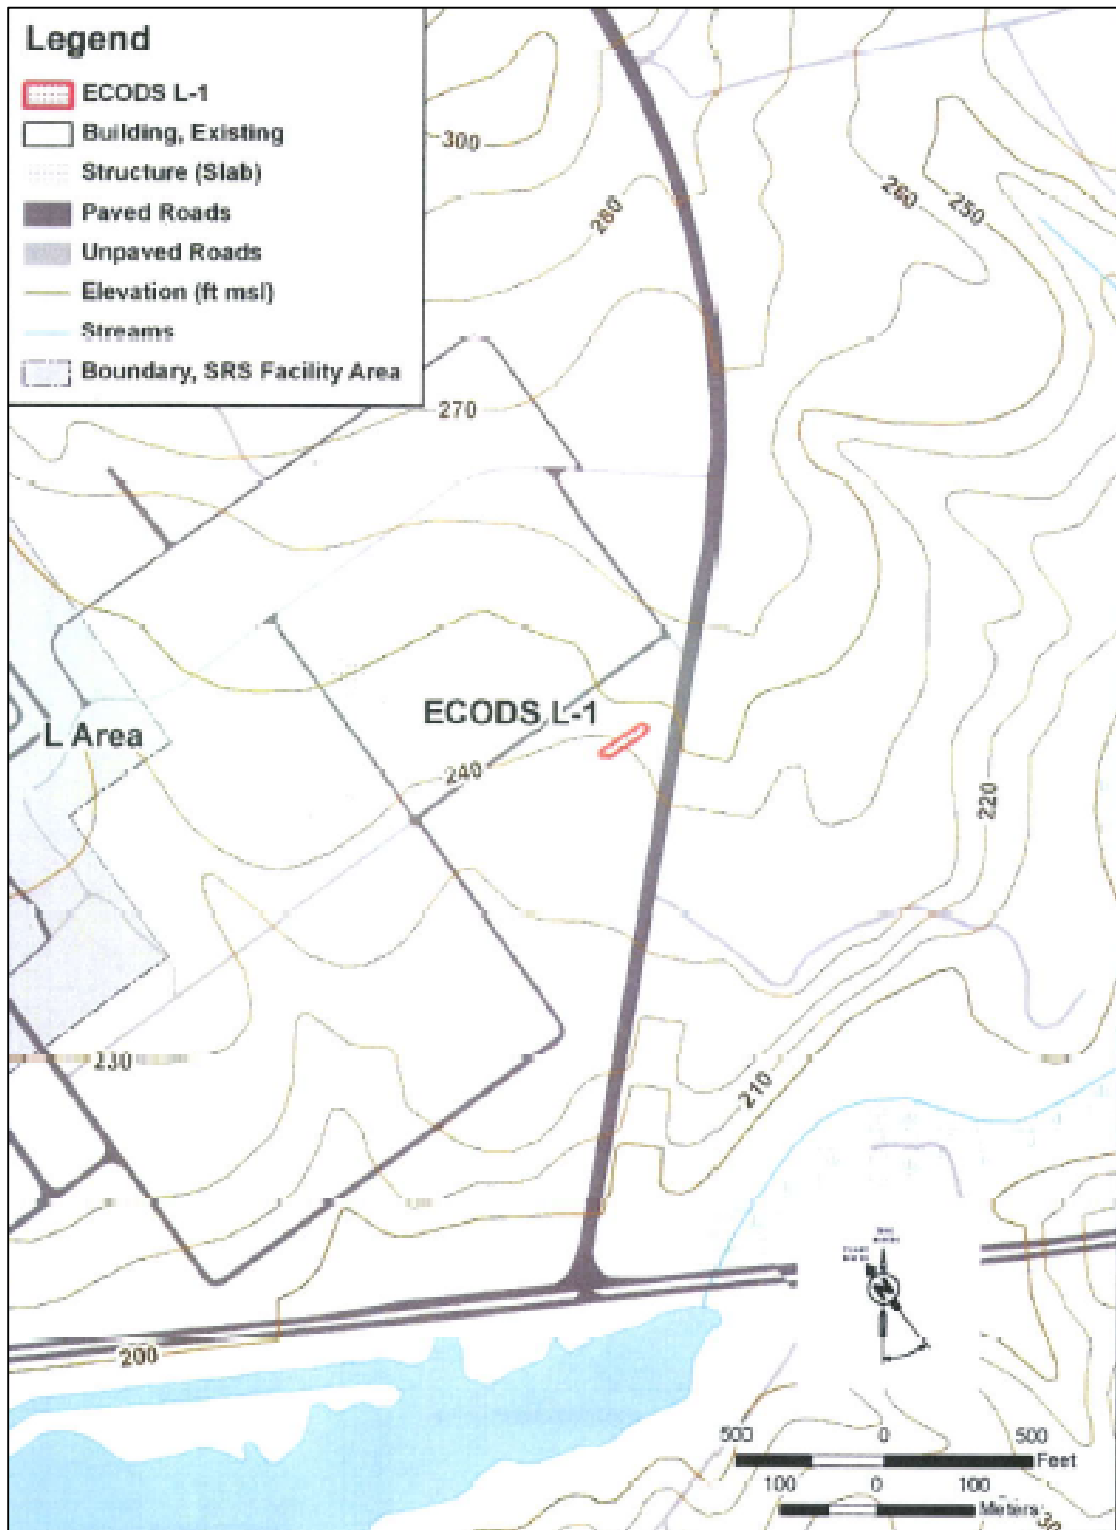 Legend
ECODS L-1
Building, Existing
Structure (Slab)
Paved Roads
Unpaved Roads
Elevation (ft msl)
Streams
Boundary, SRS Facility Area
300
280
260
250
270
ECODS L-1
L Area
240
220
230
210
200
500 0 500
Feet
100 0 100
Meters